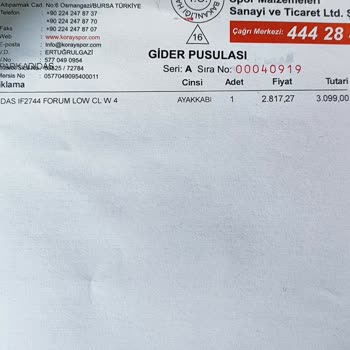 Altıparmak Cad. No:8 Osmangazi/BURSA TÜRKİYE
Telefon : +90 224 247 87 37
+90 224 247 87 70
Faks : +90 224 247 87 07
Web : www.korayspor.com
E-posta : info@korayspor.com
V.D. : ERTUĞRULGAZİ
No : 577 049 0954
/ 72784
Mersis No : 0577049095400011
Spor Malzemeleri
Sanayi ve Ticaret Ltd. Ş
Çağrı Merkezi: 444 28
T.C.
BAKANLIĞI
16
GİDER PUSULASI
Seri: A Sıra No: 00040919
klama Cinsi Adet Fiyat Tutarı
DAS IF2744 FORUM LOW CL W 4 AYAKKABI 1 2.817,27 3.099,00